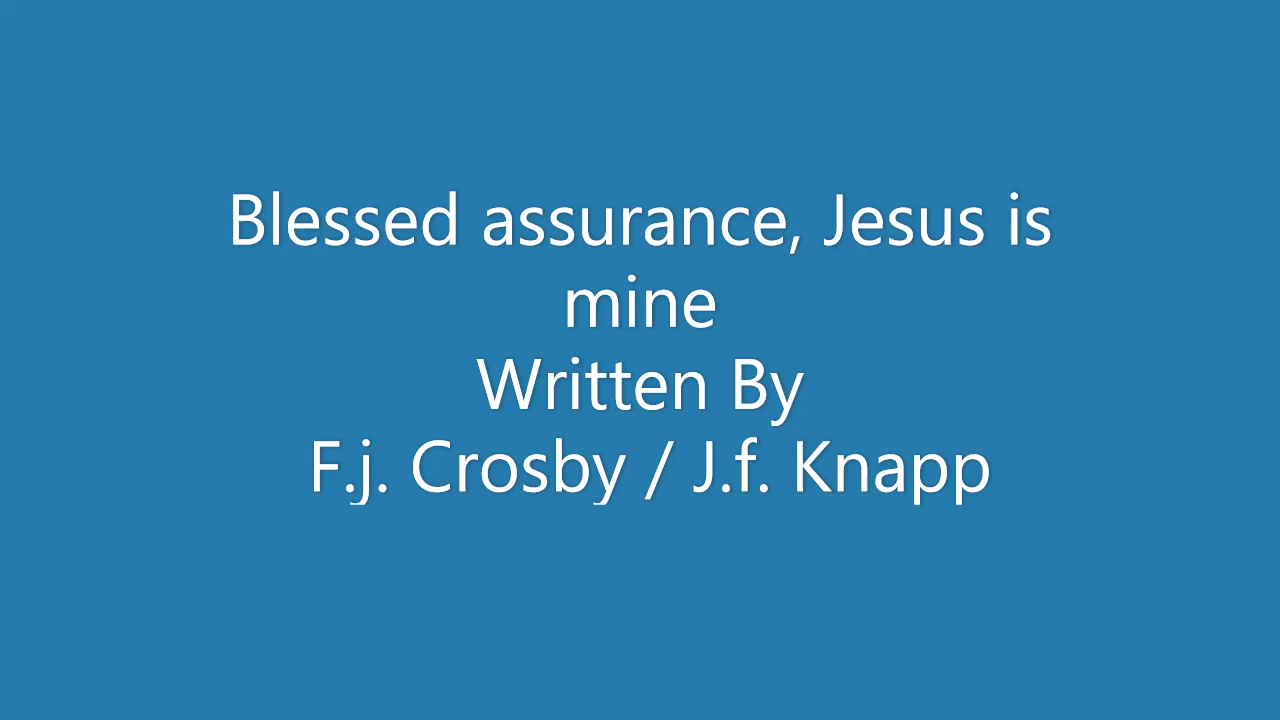 Blessed assurance, Jesus is
mine
Written By
F.j. Crosby / J.f. Knapp